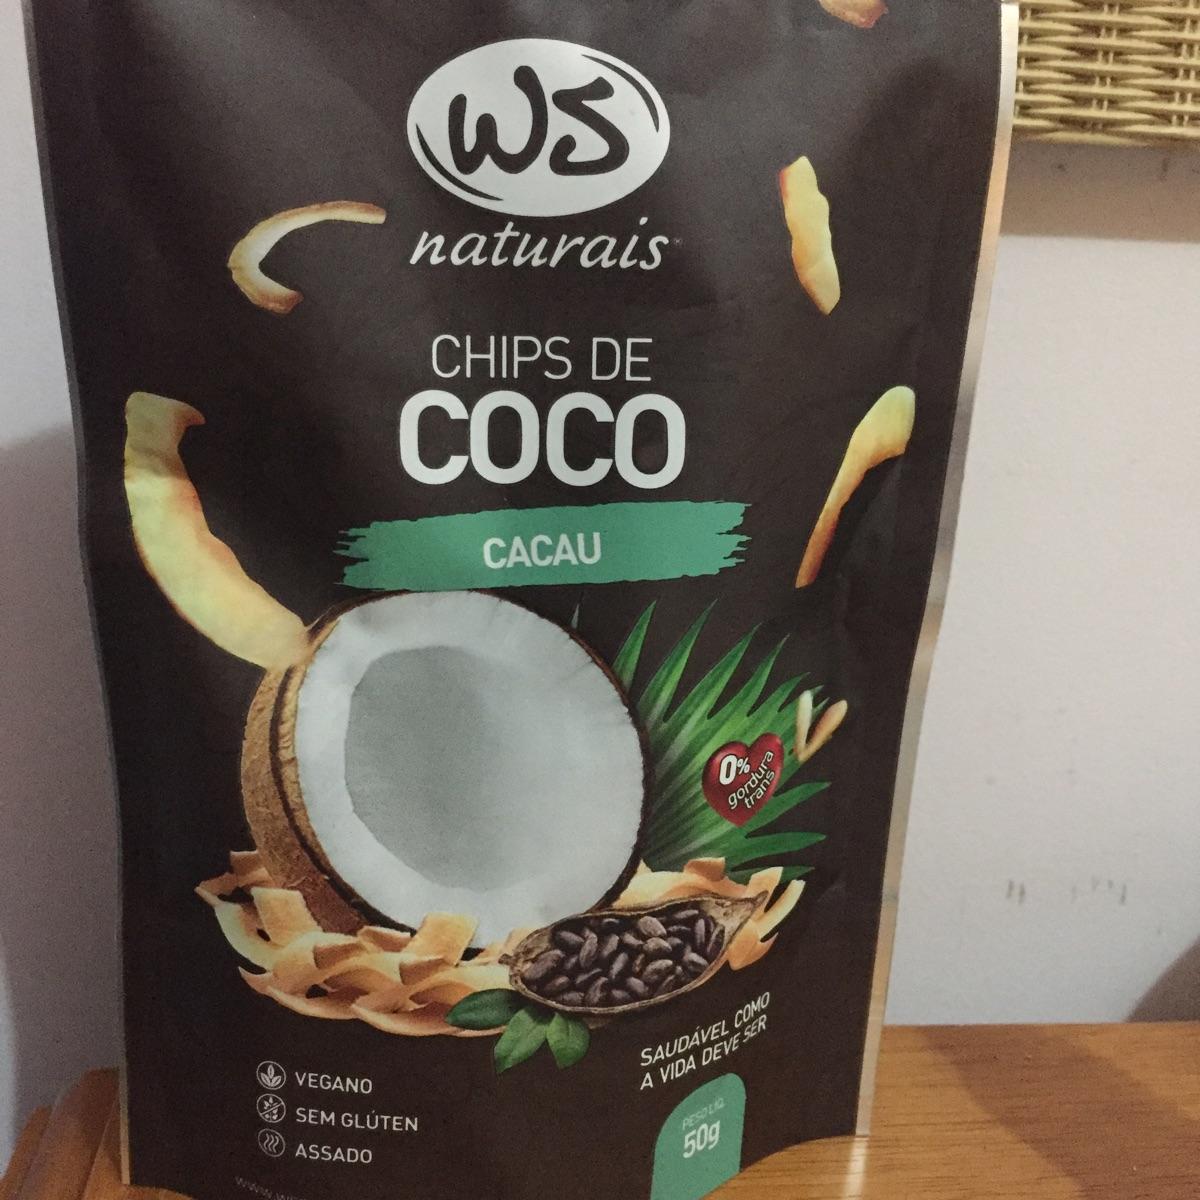 WS
naturais
CHIPS DE
COCO
CACAU
0%
gordura
trans
SAUDÁVEL COMO
A VIDA DEVE SER
VEGANO
SEM GLÚTEN
ASSADO
PESO LÍQ.
50g